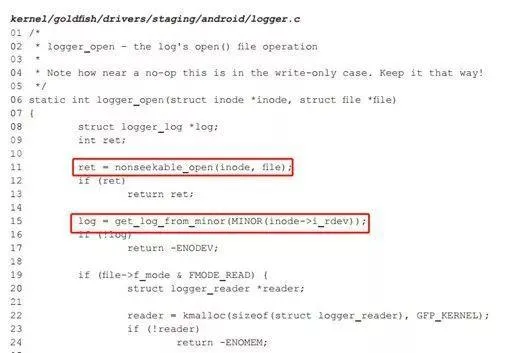 kernel/goldfish/drivers/staging/android/logger.c
01 /*
02  * logger_open - the log's open() file operation
03  *
04  * Note how near a no-op this is in the write-only case. Keep it that way!
05  */
06 static int logger_open(struct inode *inode, struct file *file)
07 {
08         struct logger_log *log;
09         int ret;
10
11         ret = nonseekable_open(inode, file);
12         if (ret)
13                 return ret;
14
15         log = get_log_from_minor(MINOR(inode->i_rdev));
16         if (!log)
17                 return -ENODEV;
18
19         if (file->f_mode & FMODE_READ) {
20                 struct logger_reader *reader;
21
22                 reader = kmalloc(sizeof(struct logger_reader), GFP_KERNEL);
23                 if (!reader)
24                         return -ENOMEM;